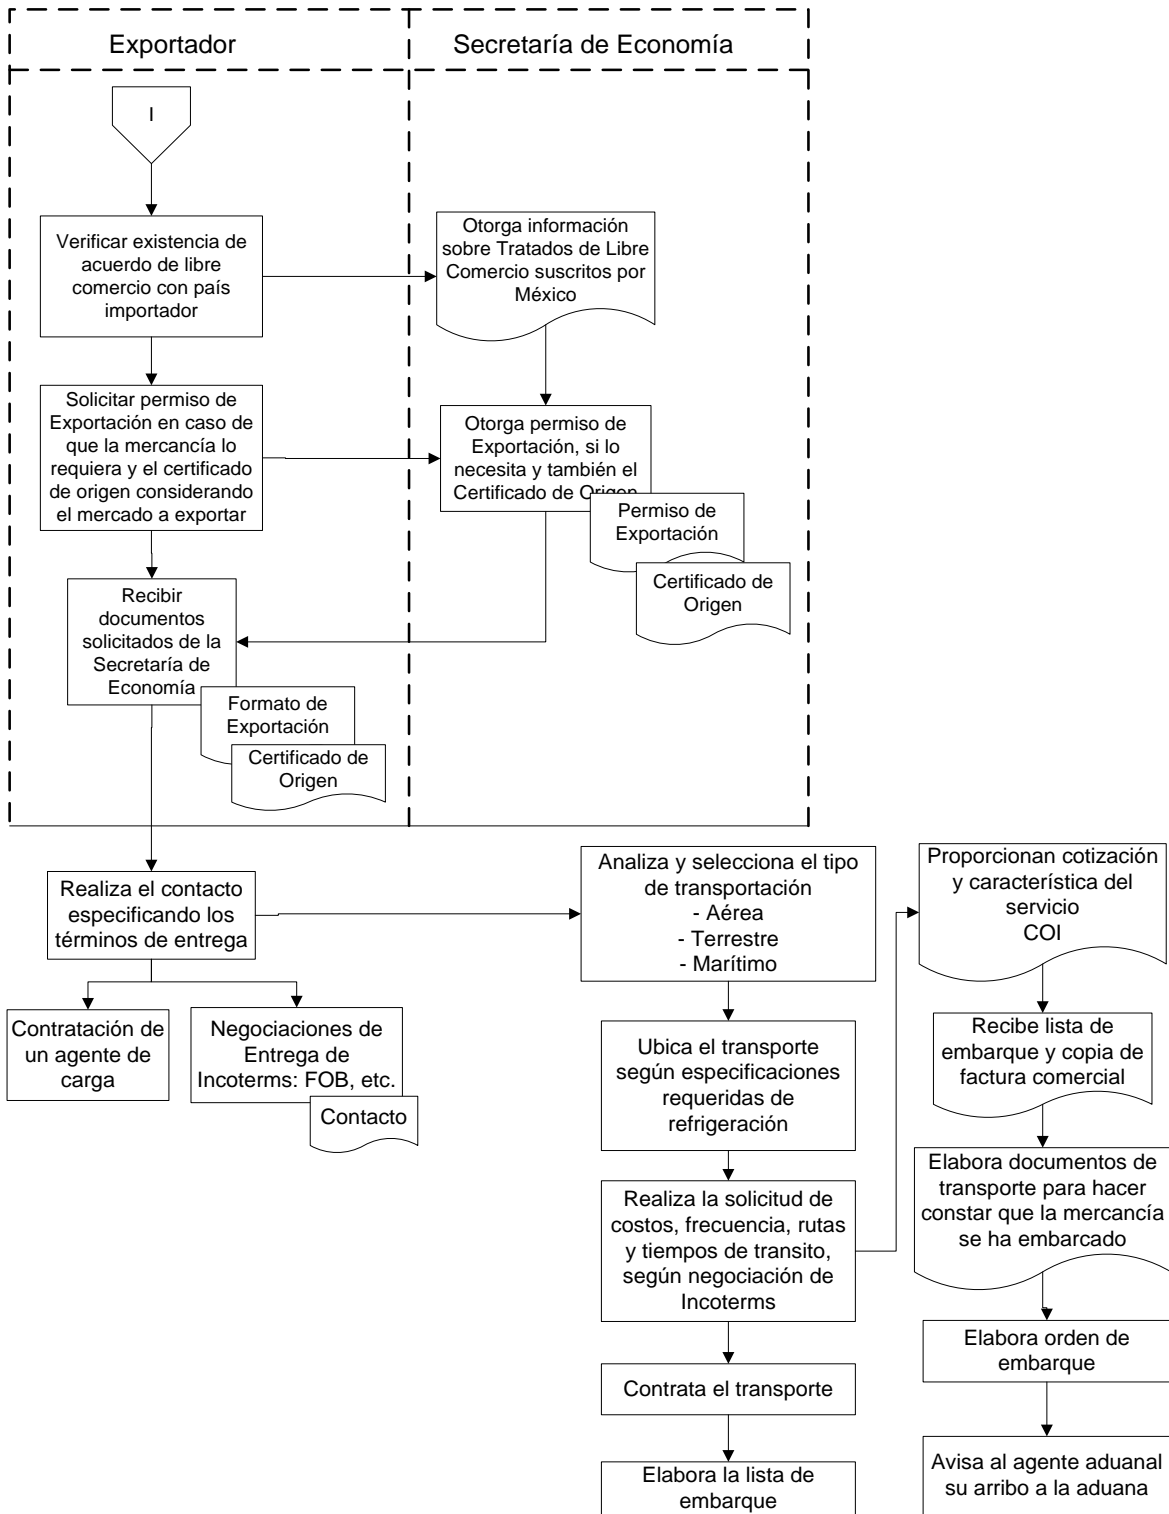 Exportador
Secretaría de Economía
I
Verificar existencia de
acuerdo de libre
comercio con país
importador
Otorga información
sobre Tratados de Libre
Comercio suscritos por
México
Solicitar permiso de
Exportación en caso de
que la mercancía lo
requiera y el certificado
de origen considerando
el mercado a exportar
Otorga permiso de
Exportación, si lo
necesita y también el
Certificado de Origen
Permiso de
Exportación
Certificado de
Origen
Recibir
documentos
solicitados de la
Secretaría de
Economía
Formato de
Exportación
Certificado de
Origen
Realiza el contacto
especificando los
términos de entrega
Contratación de
un agente de
carga
Negociaciones de
Entrega de
Incoterms: FOB, etc.
Contacto
Analiza y selecciona el tipo
de transportación
- Aérea
- Terrestre
- Marítimo
Ubica el transporte
según especificaciones
requeridas de
refrigeración
Realiza la solicitud de
costos, frecuencia, rutas
y tiempos de transito,
según negociación de
Incoterms
Contrata el transporte
Elabora la lista de
embarque
Proporcionan cotización
y característica del
servicio
COI
Recibe lista de
embarque y copia de
factura comercial
Elabora documentos de
transporte para hacer
constar que la mercancía
se ha embarcado
Elabora orden de
embarque
Avisa al agente aduanal
su arribo a la aduana